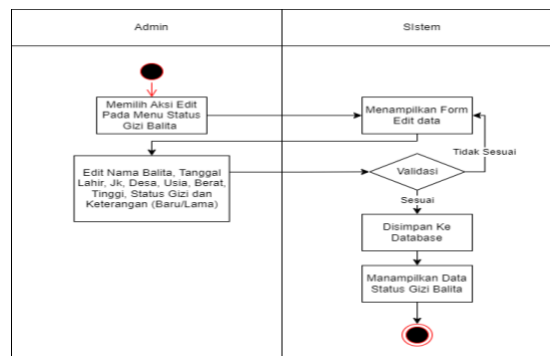 Admin
SIstem
Memilih Aksi Edit
Pada Menu Status
Gizi Balita
Menampilkan Form
Edit data
Tidak Sesuai
Edit Nama Balita, Tanggal
Lahir, Jk, Desa, Usia, Berat,
Tinggi, Status Gizi dan
Keterangan (Baru/Lama)
Validasi
Sesuai
Disimpan Ke
Database
Manampilkan Data
Status Gizi Balita